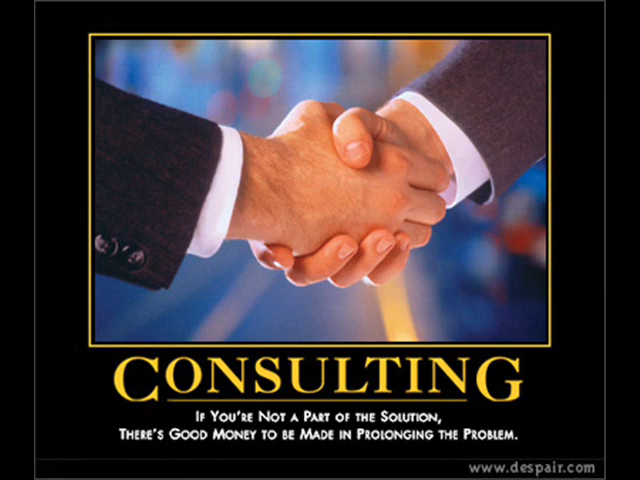 CONSULTING
IF YOU'RE NOT A PART OF THE SOLUTION,
THERE'S GOOD MONEY TO BE MADE IN PROLONGING THE PROBLEM.
www.despair.com